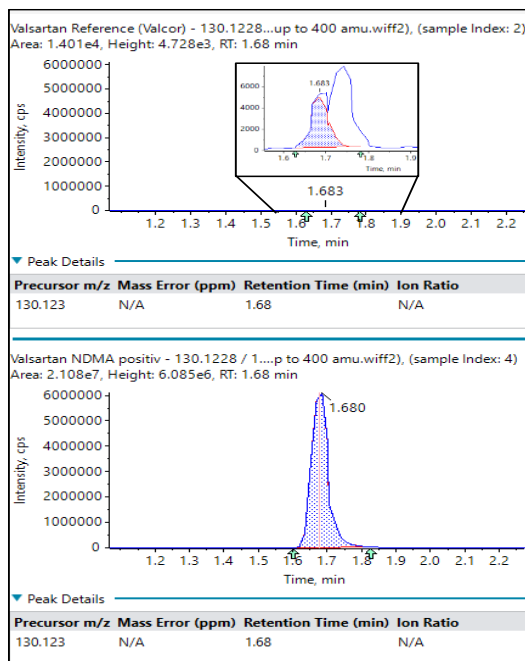 Valsartan Reference (Valcor) - 130.1228...up to 400 amu.wiff2), (sample Index: 2)
Area: 1.401e4, Height: 4.728e3, RT: 1.68 min
6000000
5000000
4000000
3000000
2000000
1000000
0
Intensity, cps
1.683
6000
4000
2000
0
Intensity, cps
1.6 1.7 1.8 1.9
Time, min
1.683
1.2 1.3 1.4 1.5 1.6 1.7 1.8 1.9 2.0 2.1 2.2
Time, min
Peak Details
Precursor m/z Mass Error (ppm) Retention Time (min) Ion Ratio
130.123 N/A 1.68 N/A
Valsartan NDMA positiv - 130.1228 / 1....p to 400 amu.wiff2), (sample Index: 4)
Area: 2.108e7, Height: 6.085e6, RT: 1.68 min
6000000
5000000
4000000
3000000
2000000
1000000
0
Intensity, cps
1.680
1.2 1.3 1.4 1.5 1.6 1.7 1.8 1.9 2.0 2.1 2.2
Time, min
Peak Details
Precursor m/z Mass Error (ppm) Retention Time (min) Ion Ratio
130.123 N/A 1.68 N/A